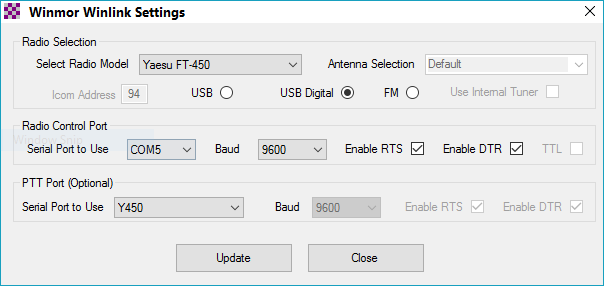 Winmor Winlink Settings
Radio Selection
Select Radio Model Yaesu FT-450 Antenna Selection Default
Icom Address 94 USB USB Digital FM Use Internal Tuner
Radio Control Port
Serial Port to Use COM5 Baud 9600 Enable RTS Enable DTR TTL
PTT Port (Optional)
Serial Port to Use Y450 Baud 9600 Enable RTS Enable DTR
Update Close